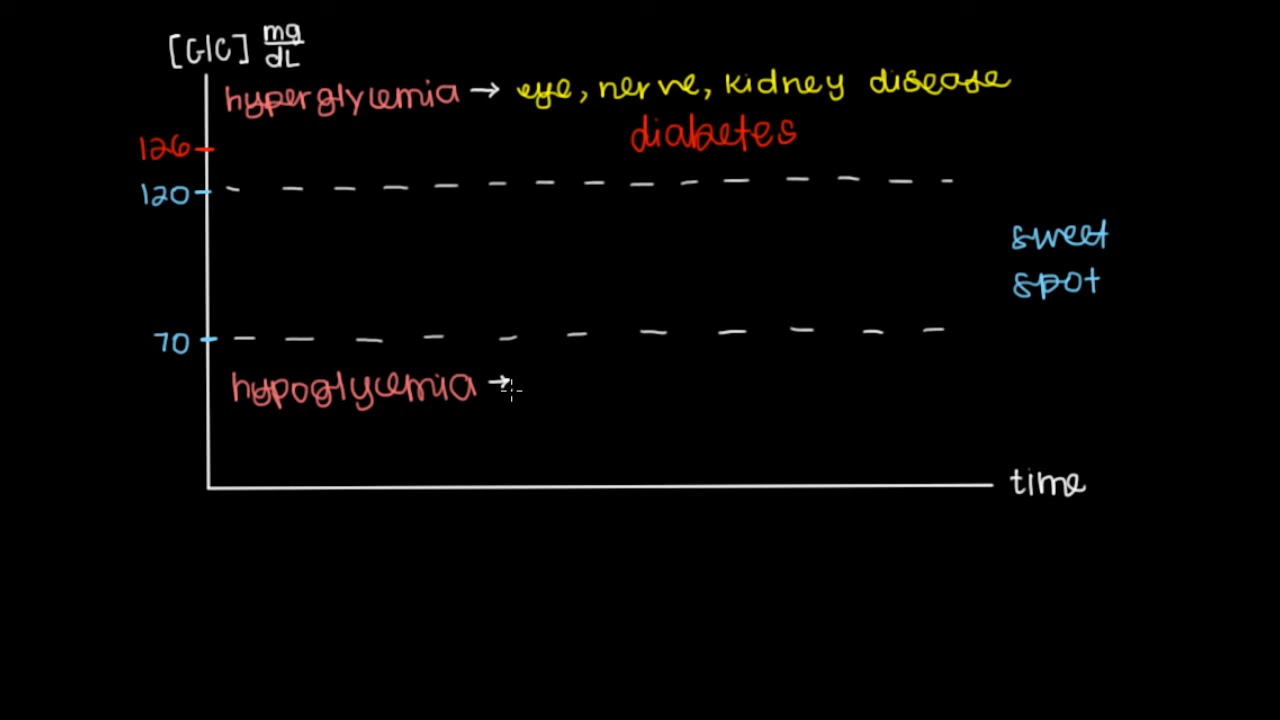 [Glc] mg/dL
hyperglycemia → eye, nerve, kidney disease
126
diabetes
120
sweet
spot
70
hypoglycemia →
time